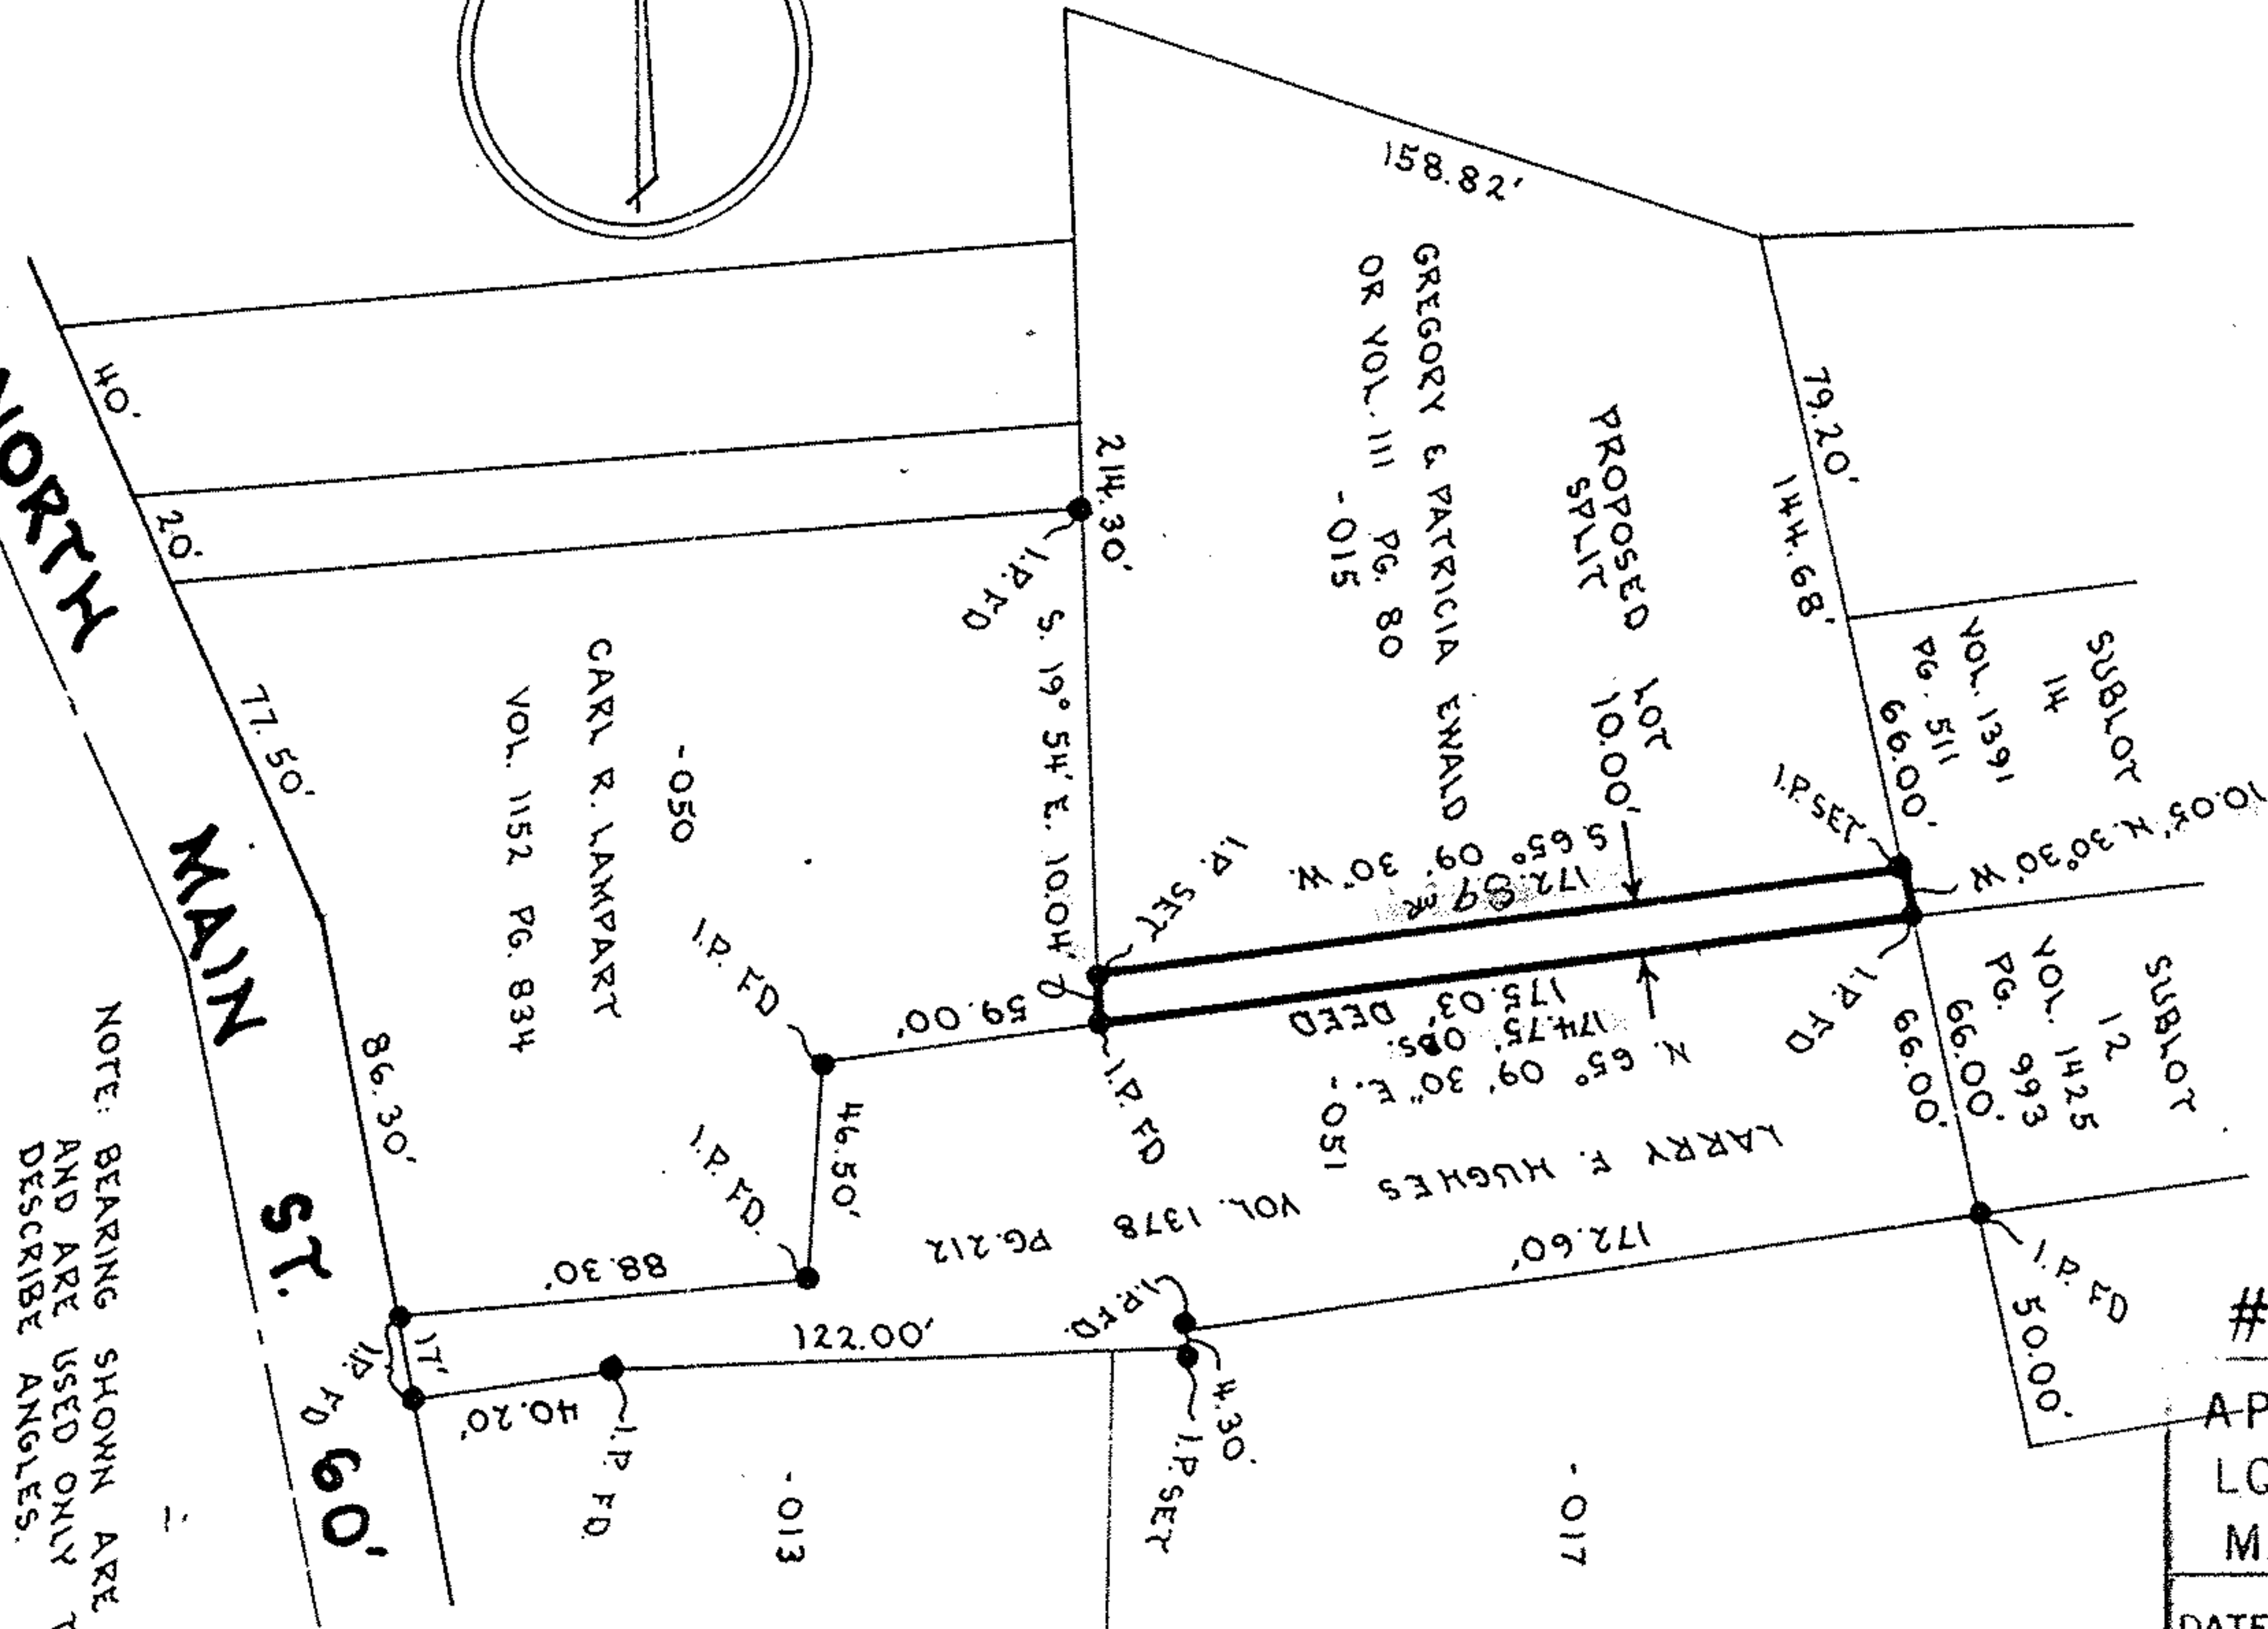 158.82'
GREGORY & PATRICIA EWALD
OR VOL. 111 PG. 80
-015
PROPOSED LOT
SPLIT
10.00'
79.20'
144.68'
66.00'
SUBLOT
14
VOL. 1391
PG. 511
10.05' N. 30° 30' W
I.P. SET
S. 65° 09' 30" W.
172.89
I.P. SET
214.30'
I.P. FD
S. 19° 54' E. 10.04
40'
20'
77.50'
86.30'
CARL R. LAMPART
VOL. 1152 PG. 834
-050
I.P. FD
59.00'
I.P. FD
175.03' DEED
174.75' OBS.
N. 65° 09' 30" E.
-051
I.P. FD
SUBLOT
12
VOL. 1425
PG. 993
66.00'
66.00'
LARRY F. HUGHES
VOL. 1378 PG. 212
46.50'
I.P. FD.
88.30'
172.60'
I.P. FD
50.00'
I.P. FD.
4.30'
I.P. SET
122.00'
17'
I.P. FD
40.20'
I.P. FD.
-013
-017
NORTH MAIN ST. 60'
NOTE: BEARING SHOWN ARE
AND ARE USED ONLY
DESCRIBE ANGLES.
#
AP
LO
M
DATE